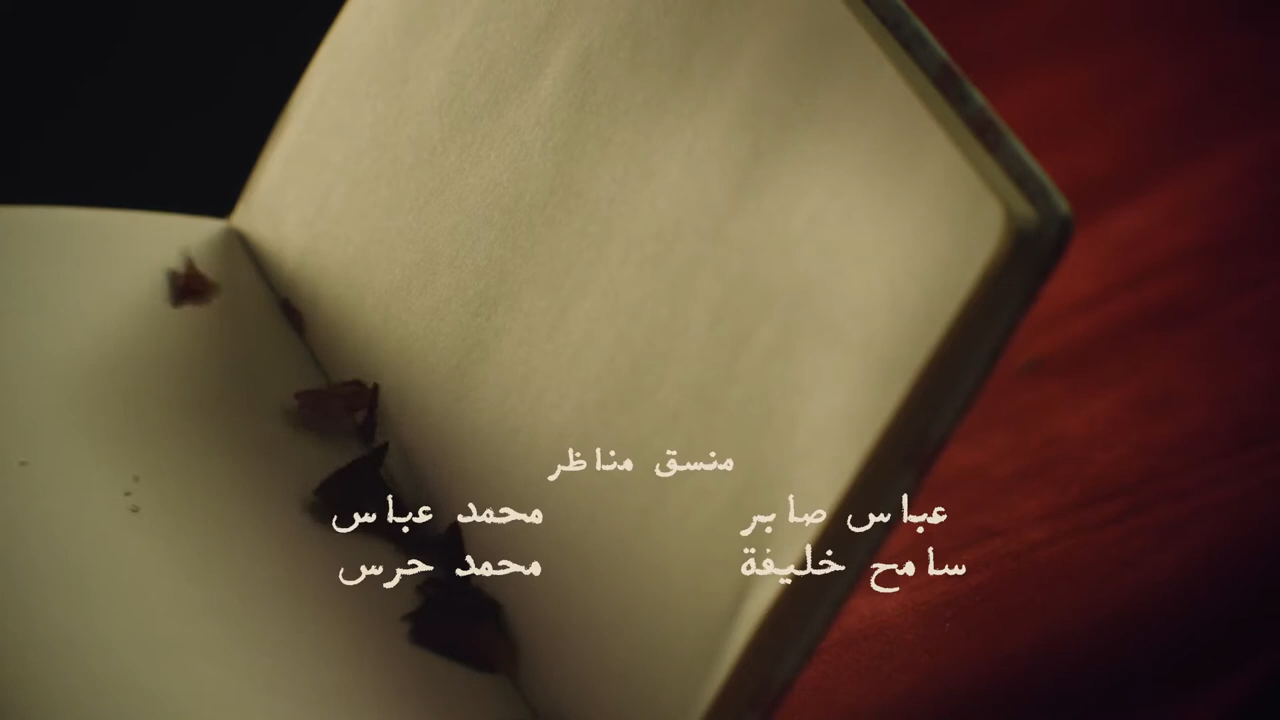 منسق مناظر
عباس صابر
محمد عباس
سامح خليفة
محمد حرس